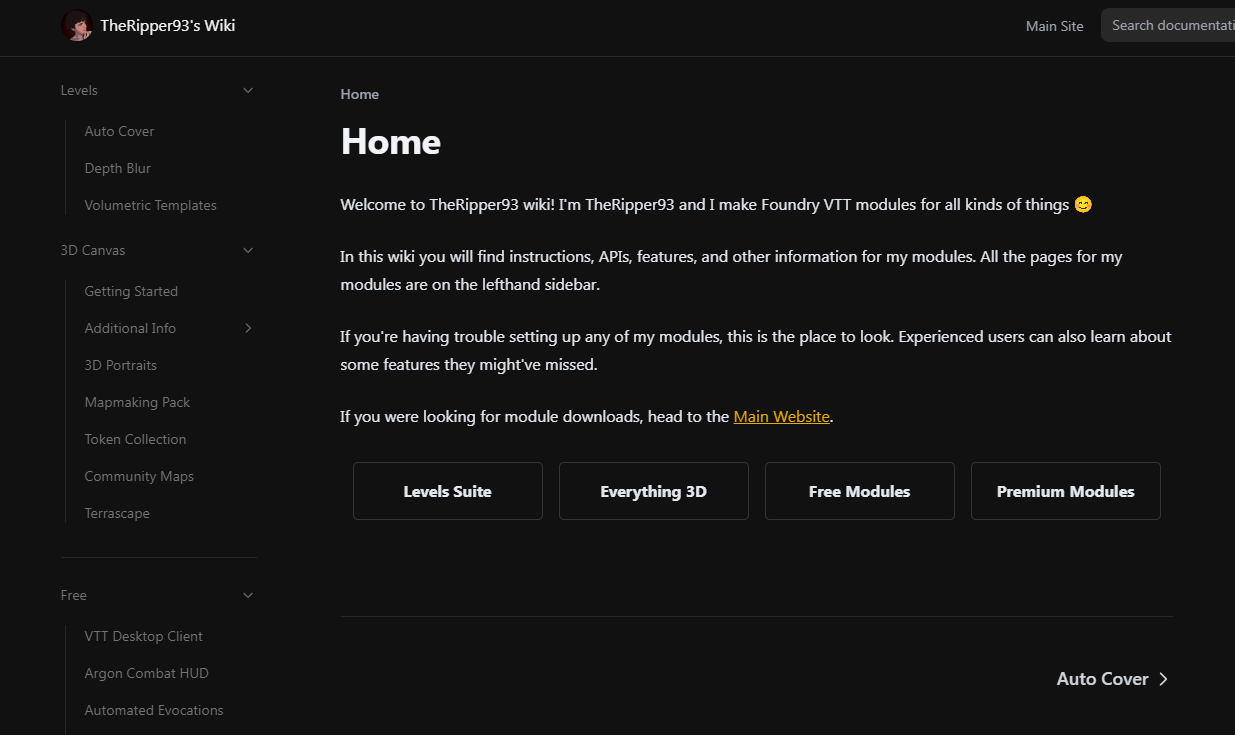 TheRipper93's Wiki
Main Site
Search documentati
Levels
Auto Cover
Depth Blur
Volumetric Templates
3D Canvas
Getting Started
Additional Info
3D Portraits
Mapmaking Pack
Token Collection
Community Maps
Terrascape
Free
VTT Desktop Client
Argon Combat HUD
Automated Evocations
Home
Home
Welcome to TheRipper93 wiki! I'm TheRipper93 and I make Foundry VTT modules for all kinds of things 😊
In this wiki you will find instructions, APIs, features, and other information for my modules. All the pages for my
modules are on the lefthand sidebar.
If you're having trouble setting up any of my modules, this is the place to look. Experienced users can also learn about
some features they might've missed.
If you were looking for module downloads, head to the Main Website.
Levels Suite
Everything 3D
Free Modules
Premium Modules
Auto Cover